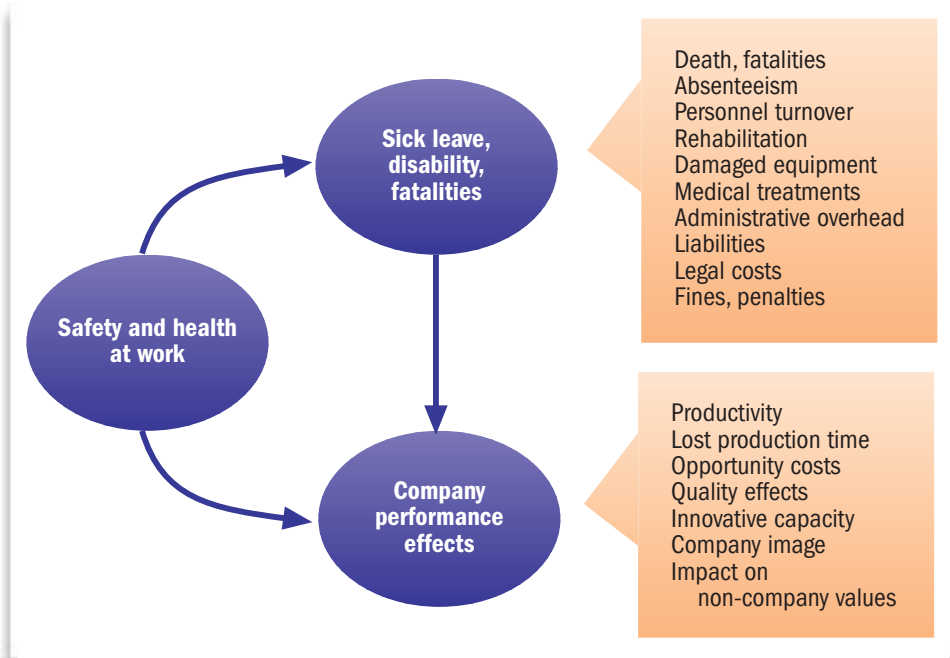 Sick leave,
disability,
fatalities
Death, fatalities
Absenteeism
Personnel turnover
Rehabilitation
Damaged equipment
Medical treatments
Administrative overhead
Liabilities
Legal costs
Fines, penalties
Safety and health
at work
Company
performance
effects
Productivity
Lost production time
Opportunity costs
Quality effects
Innovative capacity
Company image
Impact on
non-company values